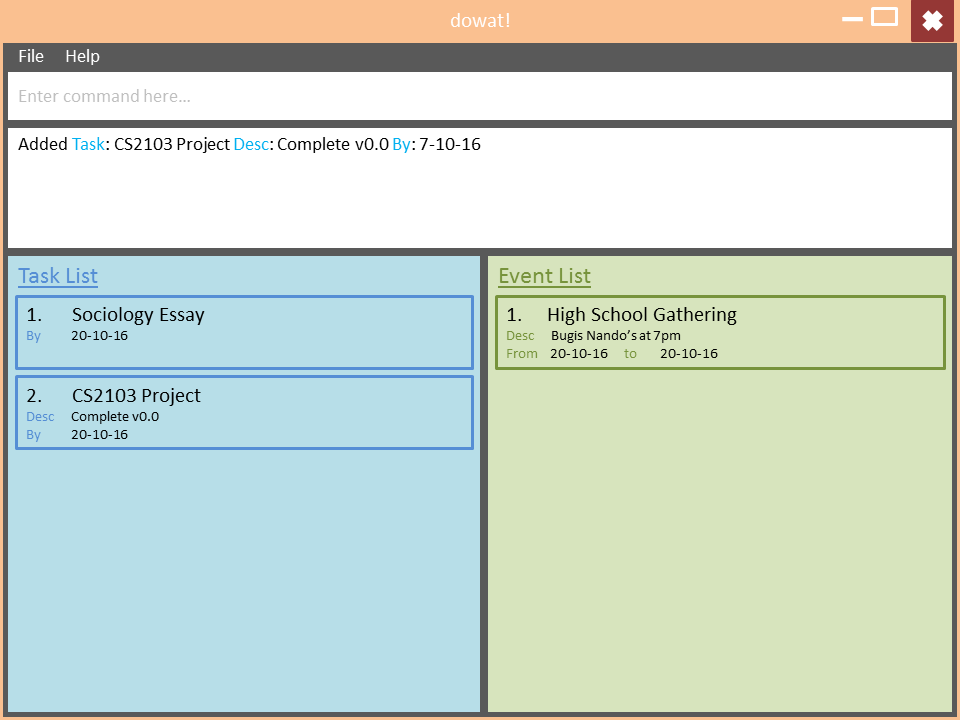 dowat!
File Help
Enter command here...
Added Task: CS2103 Project Desc: Complete v0.0 By: 7-10-16
Task List
1. Sociology Essay
By 20-10-16
2. CS2103 Project
Desc Complete v0.0
By 20-10-16
Event List
1. High School Gathering
Desc Bugis Nando's at 7pm
From 20-10-16 to 20-10-16